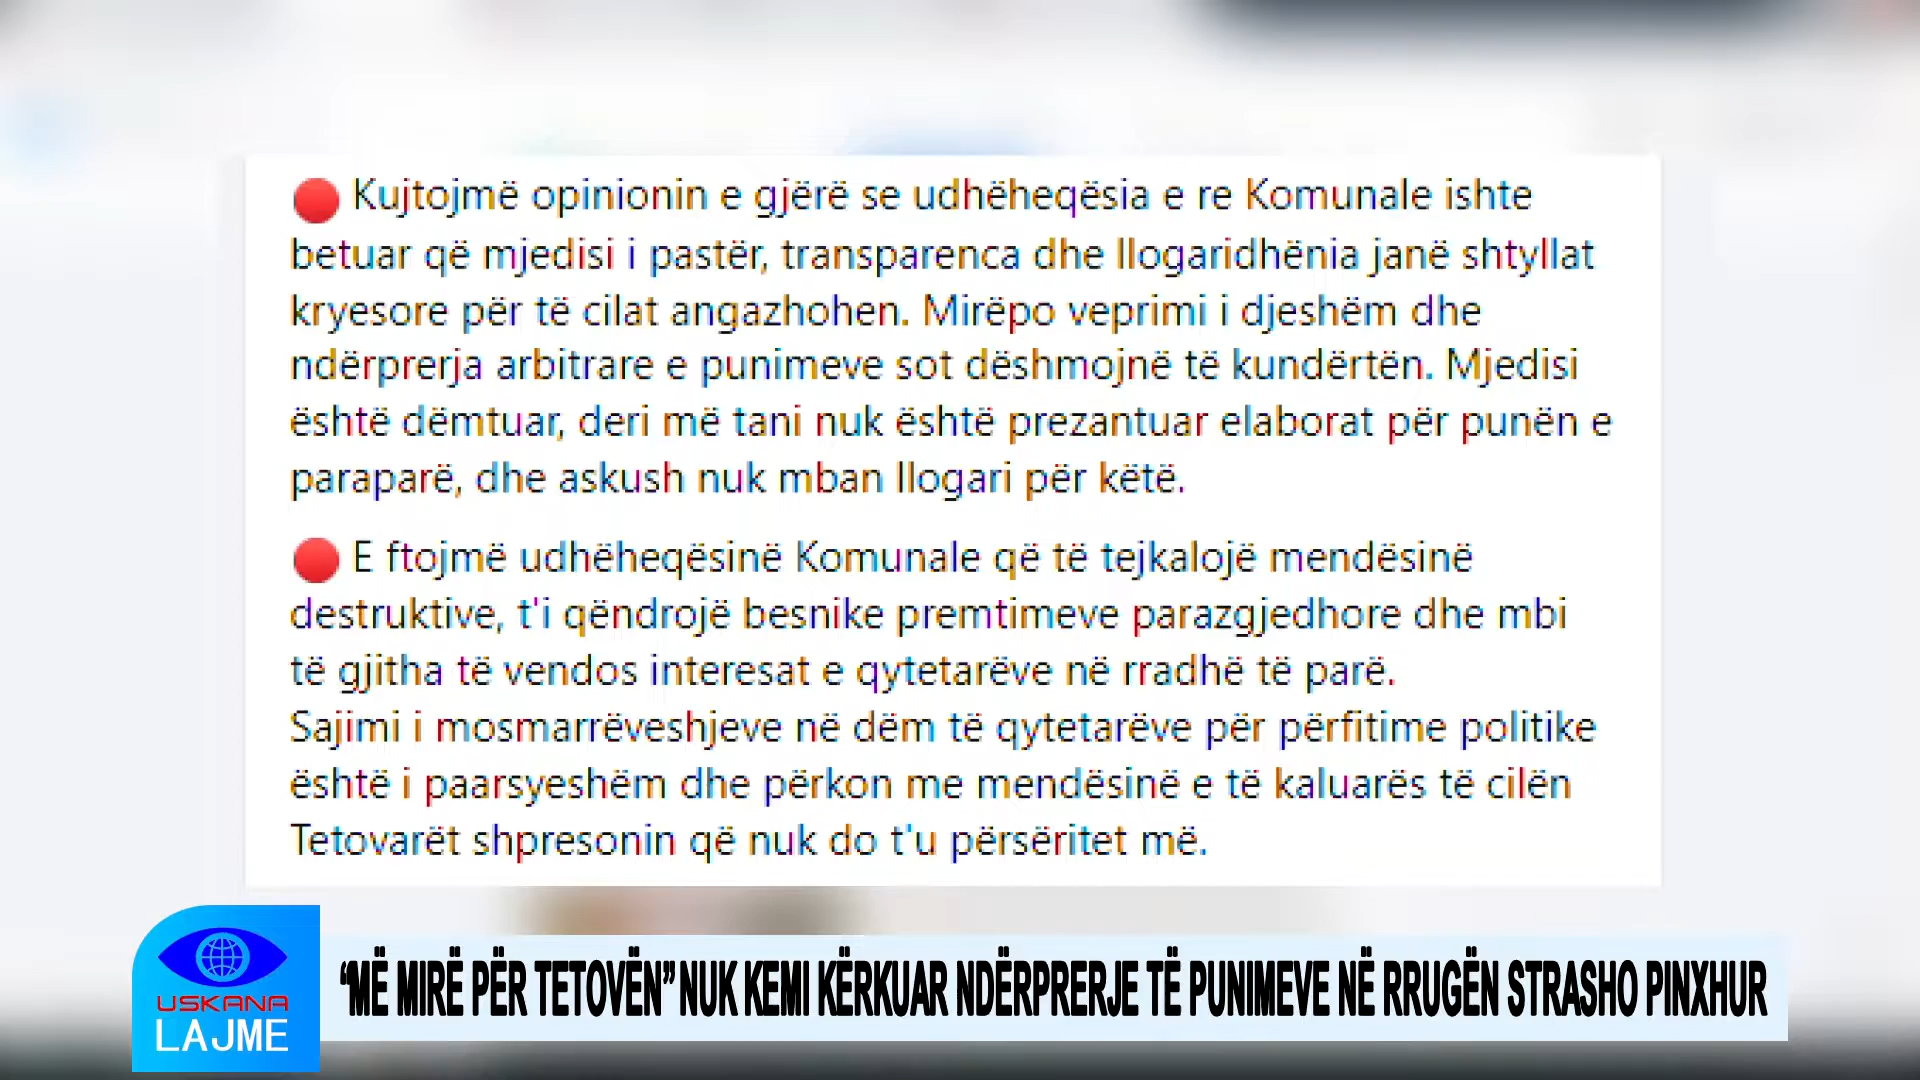 Kujtojmë opinionin e gjërë se udhëheqësia e re Komunale ishte
betuar që mjedisi i pastër, transparenca dhe llogaridhënia janë shtyllat
kryesore për të cilat angazhohen. Mirëpo veprimi i djeshëm dhe
ndërprerja arbitrare e punimeve sot dëshmojnë të kundërtën. Mjedisi
është dëmtuar, deri më tani nuk është prezantuar elaborat për punën e
paraparë, dhe askush nuk mban llogari për këtë.
E ftojmë udhëheqësinë Komunale që të tejkalojë mendësinë
destruktive, t'i qëndrojë besnike premtimeve parazgjedhore dhe mbi
të gjitha të vendos interesat e qytetarëve në rradhë të parë.
Sajimi i mosmarrëveshjeve në dëm të qytetarëve për përfitime politike
është i paarsyeshëm dhe përkon me mendësinë e të kaluarës të cilën
Tetovarët shpresonin që nuk do t'u përsëritet më.
USKANA
LAJME
“MË MIRË PËR TETOVËN” NUK KEMI KËRKUAR NDËRPRERJE TË PUNIMEVE NË RRUGËN STRASHO PINXHUR